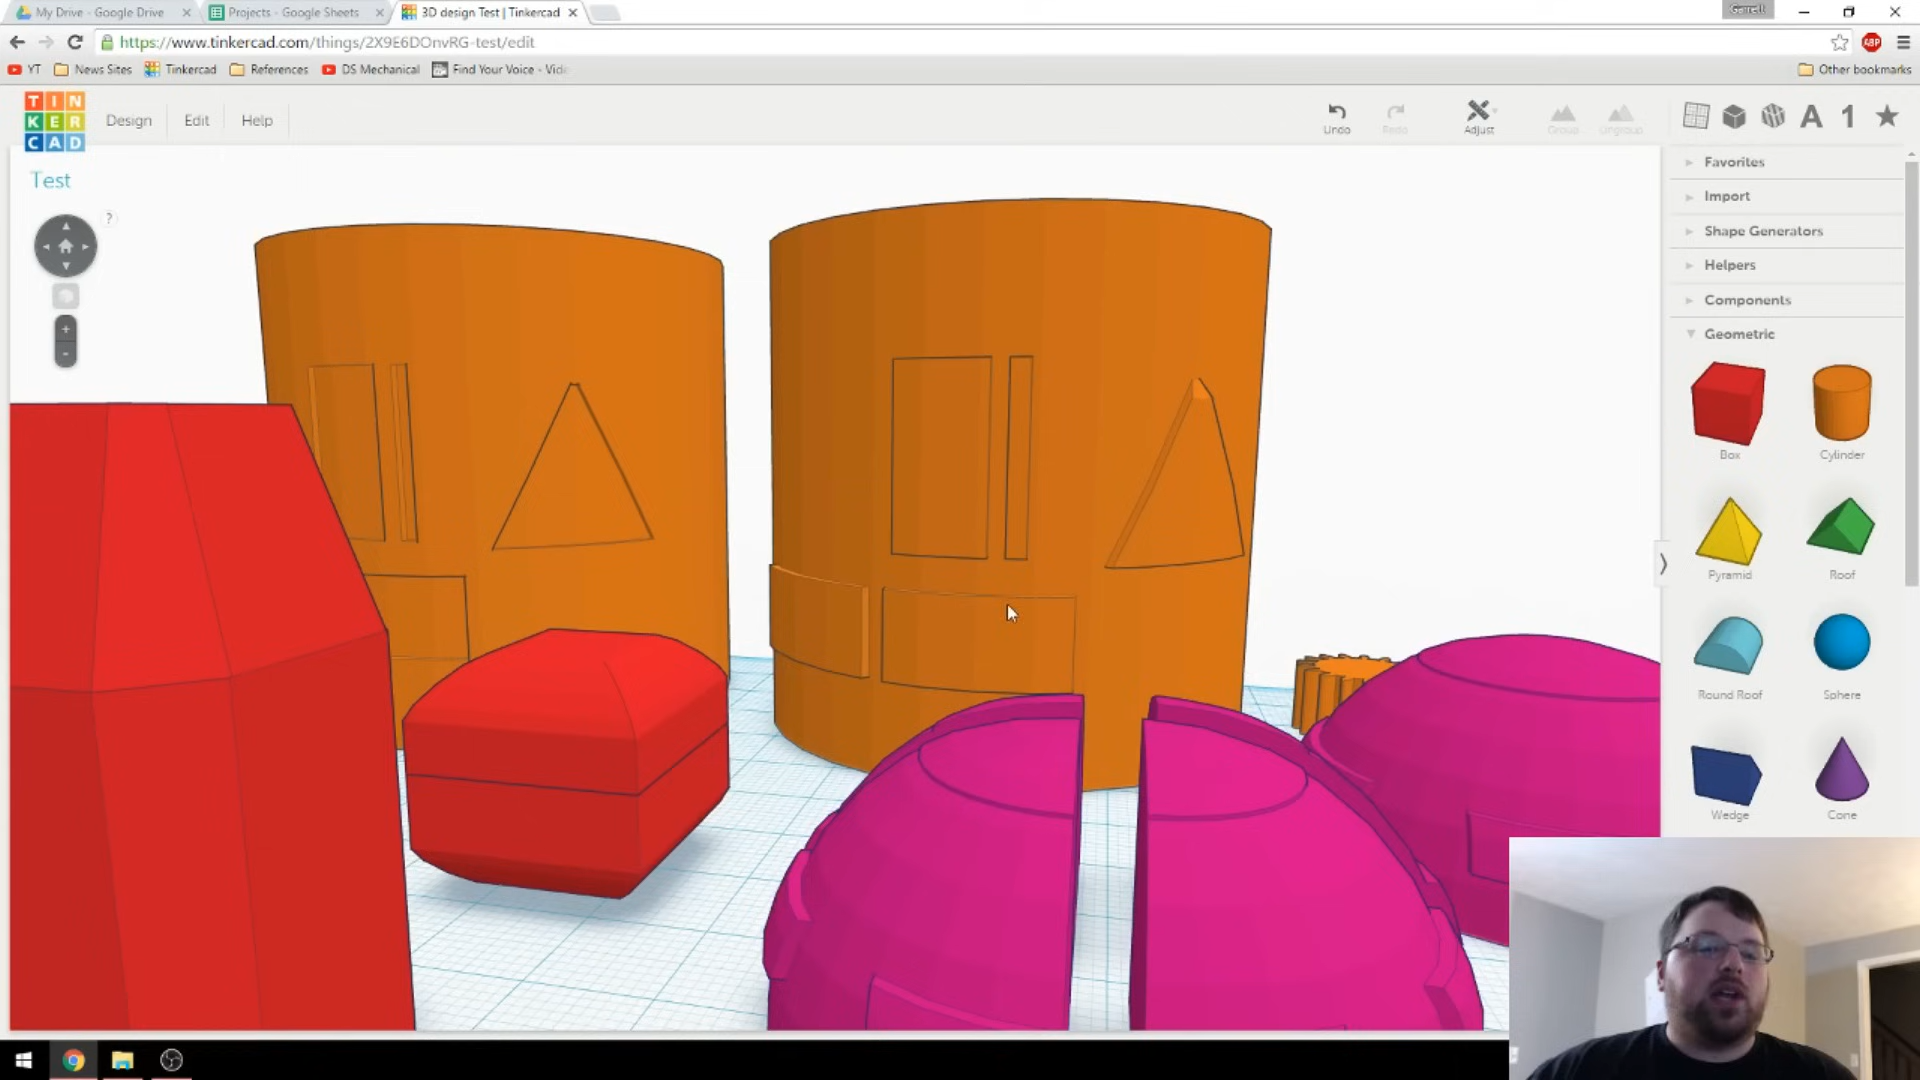 My Drive - Google Drive
Projects - Google Sheets
3D design Test | Tinkercad
Garrett
https://www.tinkercad.com/things/2X9E6DOnvRG-test/edit
ABP
YT
News Sites
Tinkercad
References
DS Mechanical
Find Your Voice - Vid
Other bookmarks
TIN
KER
CAD
Design
Edit
Help
Undo
Redo
Adjust
Group
Ungroup
A
1
Test
?
+
-
Favorites
Import
Shape Generators
Helpers
Components
Geometric
Box
Cylinder
Pyramid
Roof
Round Roof
Sphere
Wedge
Cone